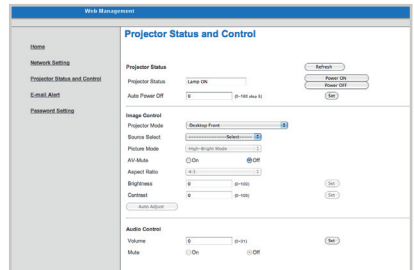 Web Management
Projector Status and Control
Home
Network Setting
Projector Status and Control
E-mail Alert
Password Setting
Projector Status
Refresh
Projector Status
Lamp ON
Power ON
Power OFF
Auto Power Off
0
(0~180 step 5)
Set
Image Control
Projector Mode
Desktop Front
Source Select
--------------------Select--------
Picture Mode
High-Bright Mode
AV-Mute
On
Off
Aspect Ratio
4:3
Brightness
0
(0~100)
Set
Contrast
0
(0~100)
Set
Auto Adjust
Audio Control
Volume
0
(0~31)
Set
Mute
On
Off